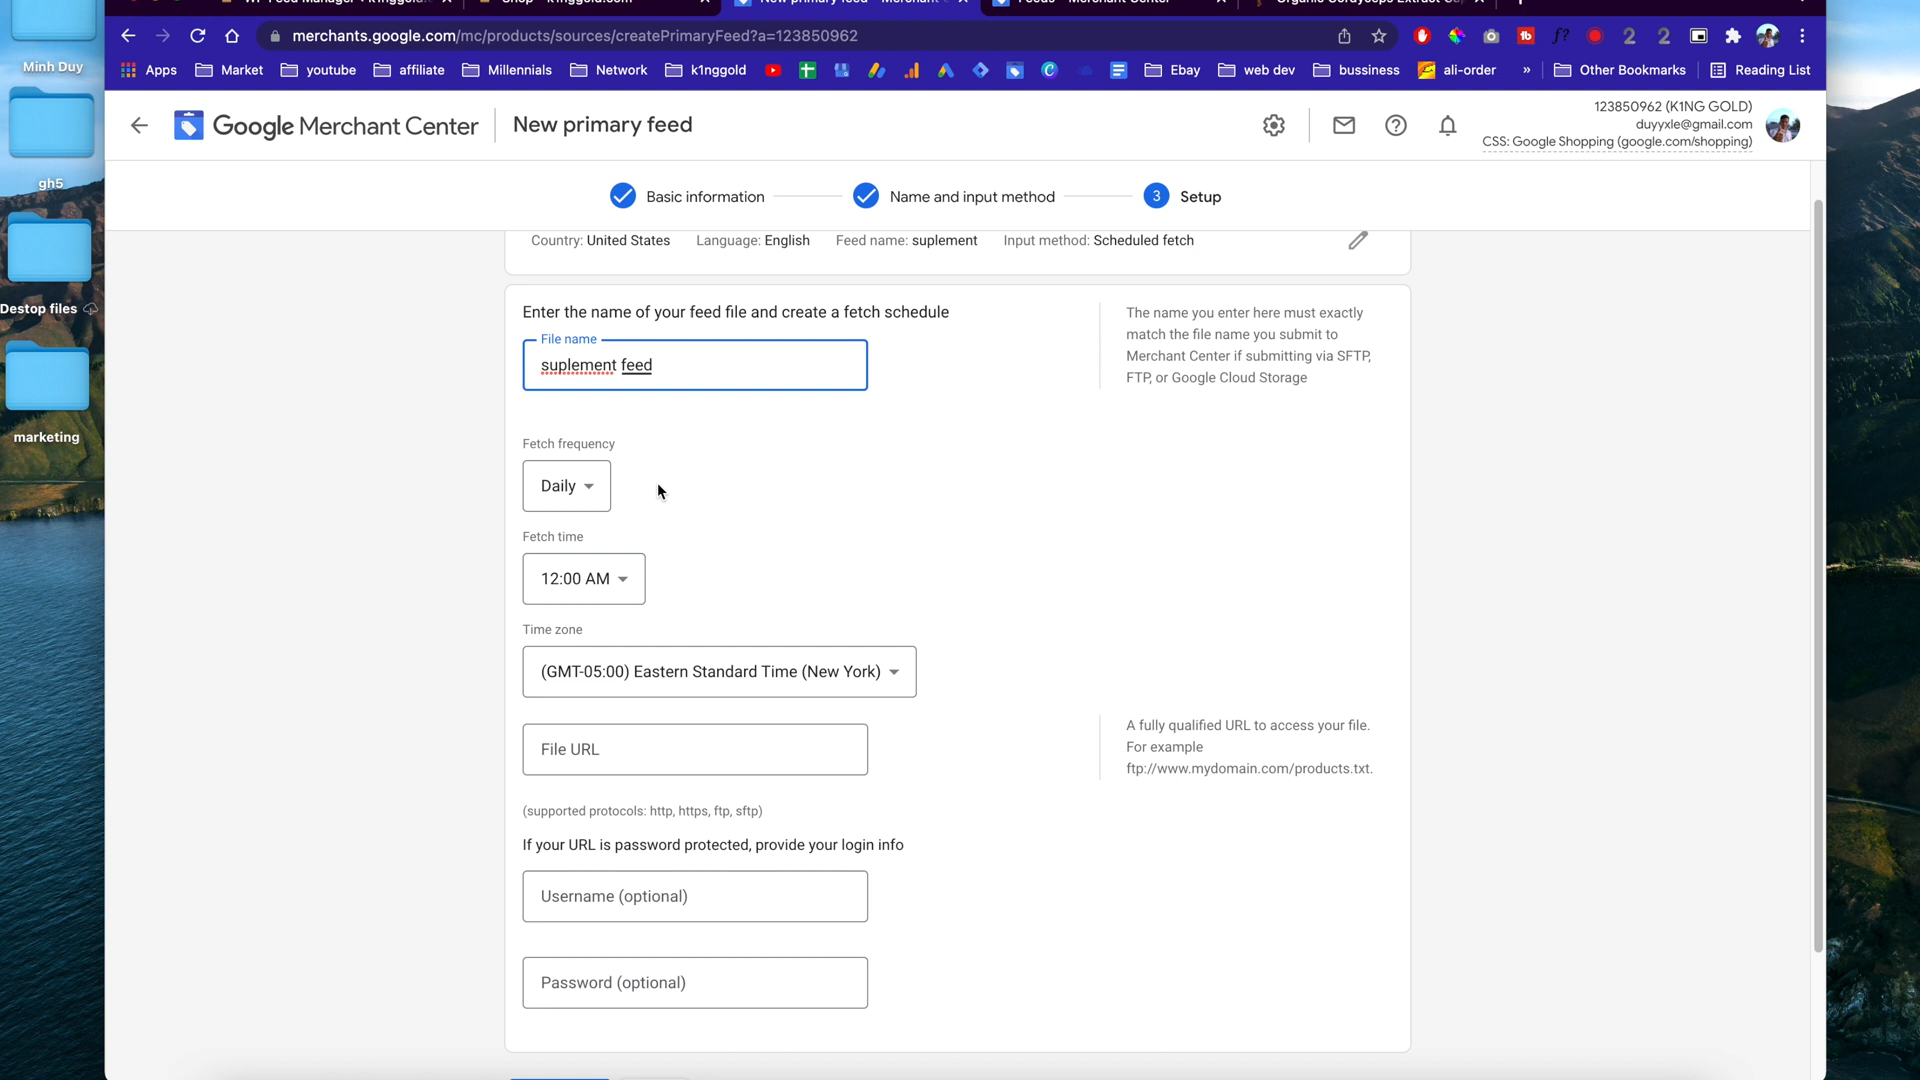 Minh Duy
gh5
Destop files
marketing
merchants.google.com/mc/products/sources/createPrimaryFeed?a=123850962
Apps Market youtube affiliate Millennials Network k1nggold Ebay web dev bussiness ali-order » Other Bookmarks Reading List
Google Merchant Center New primary feed
123850962 (K1NG GOLD)
duyyxle@gmail.com
CSS: Google Shopping (google.com/shopping)
Basic information Name and input method 3 Setup
Country: United States Language: English Feed name: suplement Input method: Scheduled fetch
Enter the name of your feed file and create a fetch schedule
File name
suplement feed
The name you enter here must exactly
match the file name you submit to
Merchant Center if submitting via SFTP,
FTP, or Google Cloud Storage
Fetch frequency
Daily
Fetch time
12:00 AM
Time zone
(GMT-05:00) Eastern Standard Time (New York)
File URL
A fully qualified URL to access your file.
For example
ftp://www.mydomain.com/products.txt.
(supported protocols: http, https, ftp, sftp)
If your URL is password protected, provide your login info
Username (optional)
Password (optional)